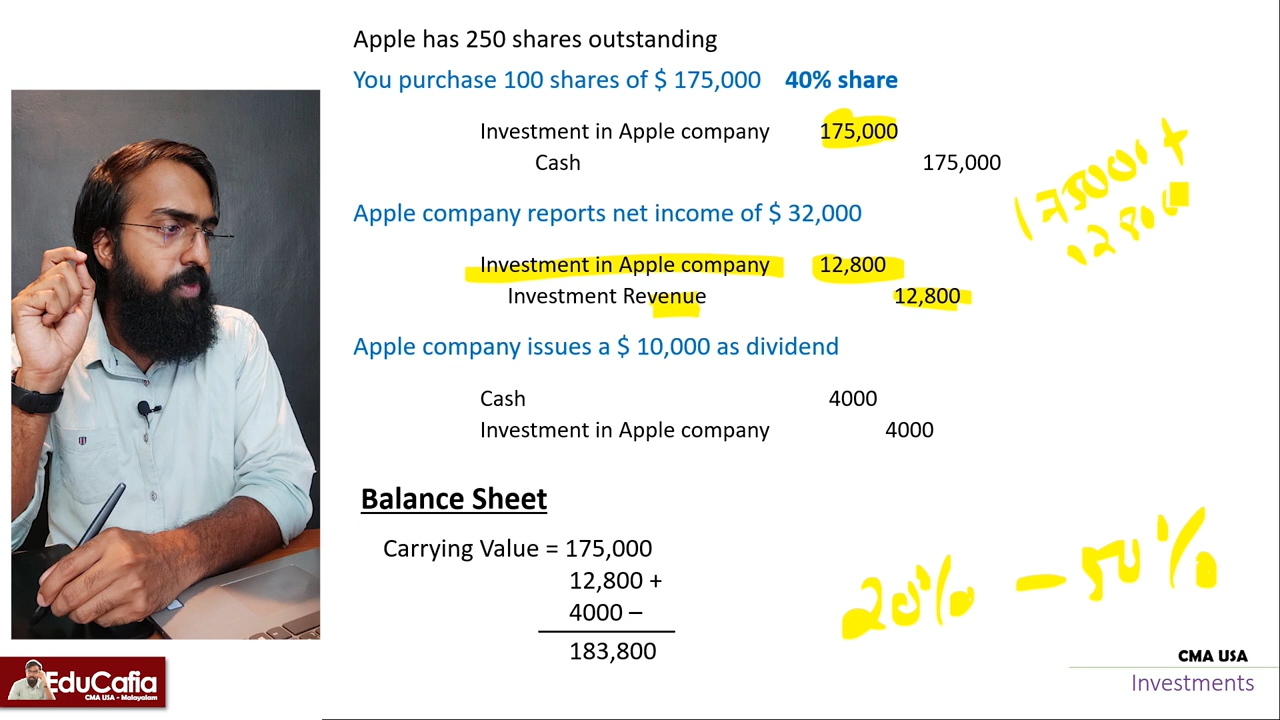 Apple has 250 shares outstanding
You purchase 100 shares of $ 175,000 40% share
Investment in Apple company 175,000
Cash 175,000
175000 +
1280
Apple company reports net income of $ 32,000
Investment in Apple company 12,800
Investment Revenue 12,800
Apple company issues a $ 10,000 as dividend
Cash 4000
Investment in Apple company 4000
Balance Sheet
Carrying Value = 175,000
12,800 +
4000 –
183,800
20% - 50%
CMA USA
Investments
EduCafia
CMA USA - Malayalam